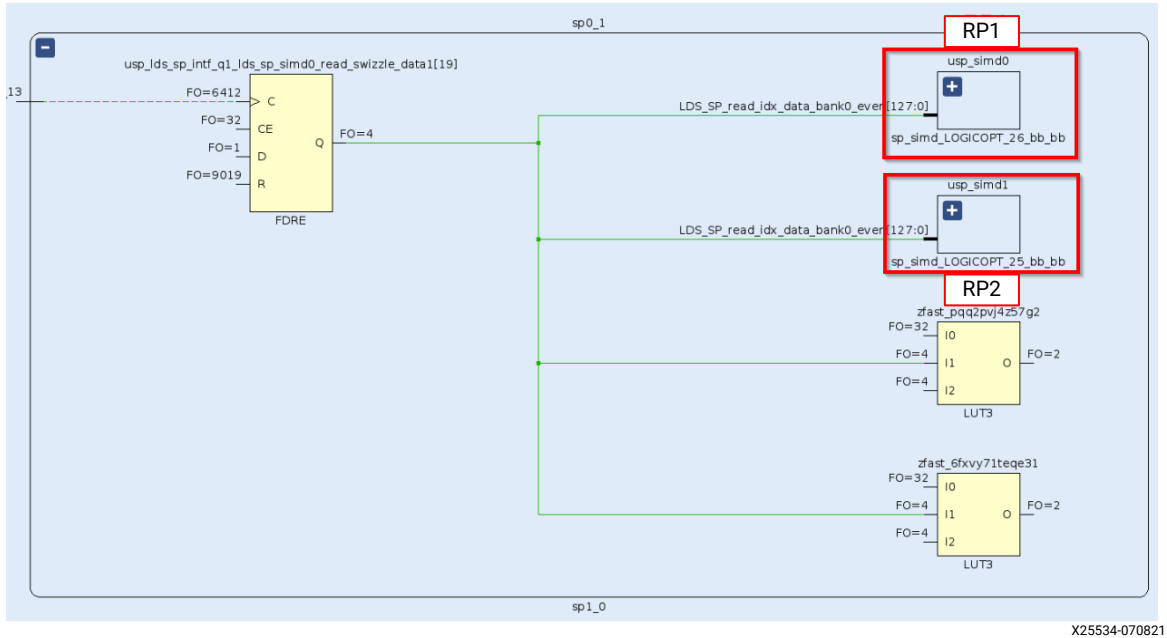 sp0_1
RP1
usp_simd0
usp_lds_sp_intf_q1_lds_sp_simd0_read_swizzle_data1[19]
13
FO=6412
C
LDS_SP_read_idx_data_bank0_even[127:0]
FO=32
CE
FO=4
Q
sp_simd_LOGICOPT_26_bb_bb
FO=1
D
FO=9019
R
usp_simd1
FDRE
LDS_SP_read_idx_data_bank0_even[127:0]
sp_simd_LOGICOPT_25_bb_bb
RP2
zfast_pqq2pvj4z57g2
FO=32
I0
FO=4
I1
O
FO=2
FO=4
I2
LUT3
zfast_6fxvy71teqe31
FO=32
I0
FO=4
I1
O
FO=2
FO=4
I2
LUT3
sp1_0
X25534-070821